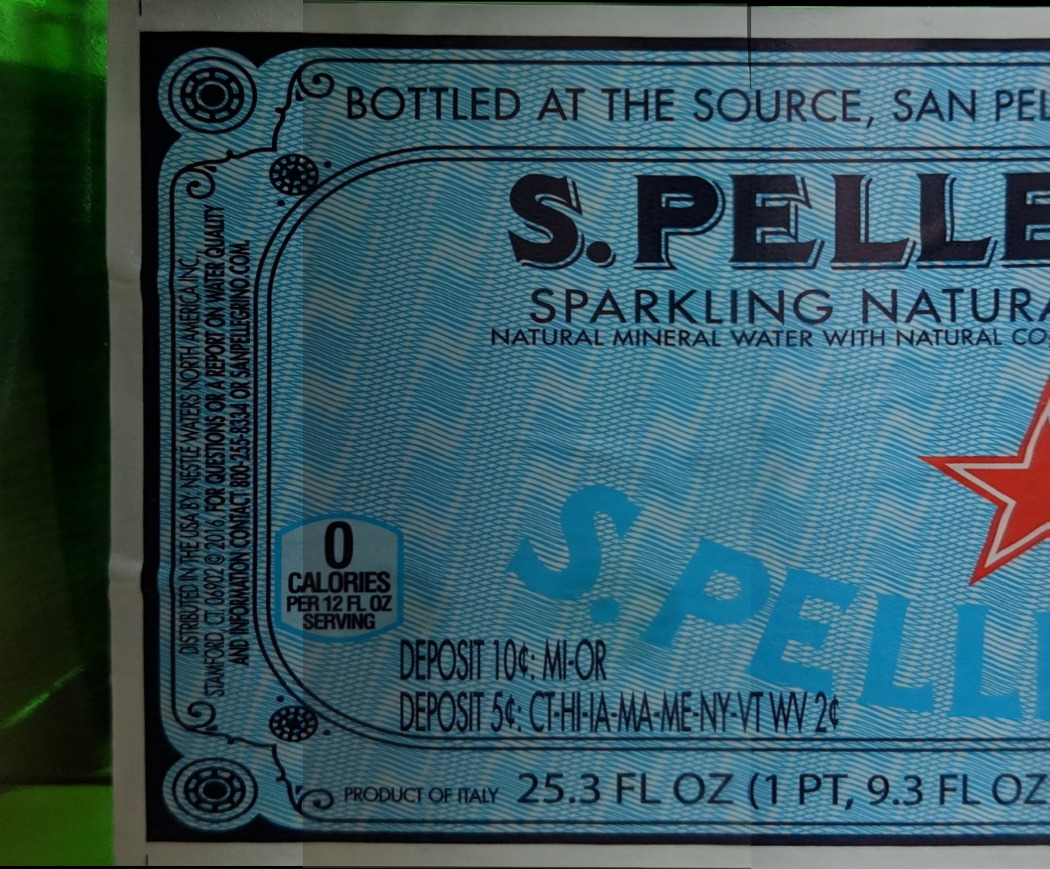 BOTTLED AT THE SOURCE, SAN PEL
S.PELLE
SPARKLING NATURA
NATURAL MINERAL WATER WITH NATURAL CO
DISTRIBUTED IN THE USA BY: NESTLE WATERS NORTH AMERICA INC.,
STAMFORD CT, 06902 © 2016. FOR QUESTIONS OR A REPORT ON WATER QUALITY
AND INFORMATION CONTACT 800-255-8334 OR SANPELLEGRINO.COM.
S.PELL
0
CALORIES
PER 12 FL OZ
SERVING
DEPOSIT 10¢: MI-OR
DEPOSIT 5¢: CT-HI-IA-MA-ME-NY-VT WV 2¢
PRODUCT OF ITALY 25.3 FL OZ (1 PT, 9.3 FL OZ